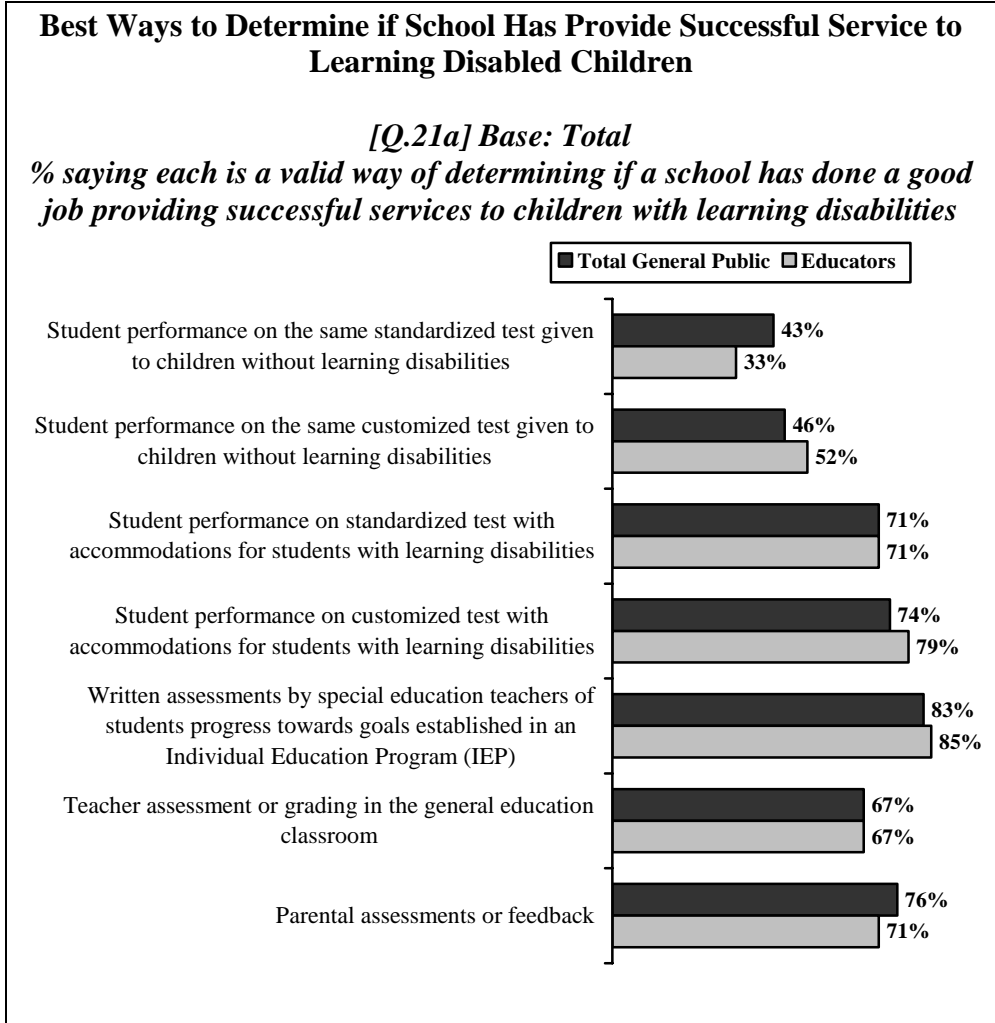 Best Ways to Determine if School Has Provide Successful Service to
Learning Disabled Children
[Q.21a] Base: Total
% saying each is a valid way of determining if a school has done a good
job providing successful services to children with learning disabilities
Total General Public Educators
Student performance on the same standardized test given
to children without learning disabilities
43%
33%
Student performance on the same customized test given to
children without learning disabilities
46%
52%
Student performance on standardized test with
accommodations for students with learning disabilities
71%
71%
Student performance on customized test with
accommodations for students with learning disabilities
74%
79%
Written assessments by special education teachers of
students progress towards goals established in an
Individual Education Program (IEP)
83%
85%
Teacher assessment or grading in the general education
classroom
67%
67%
Parental assessments or feedback
76%
71%